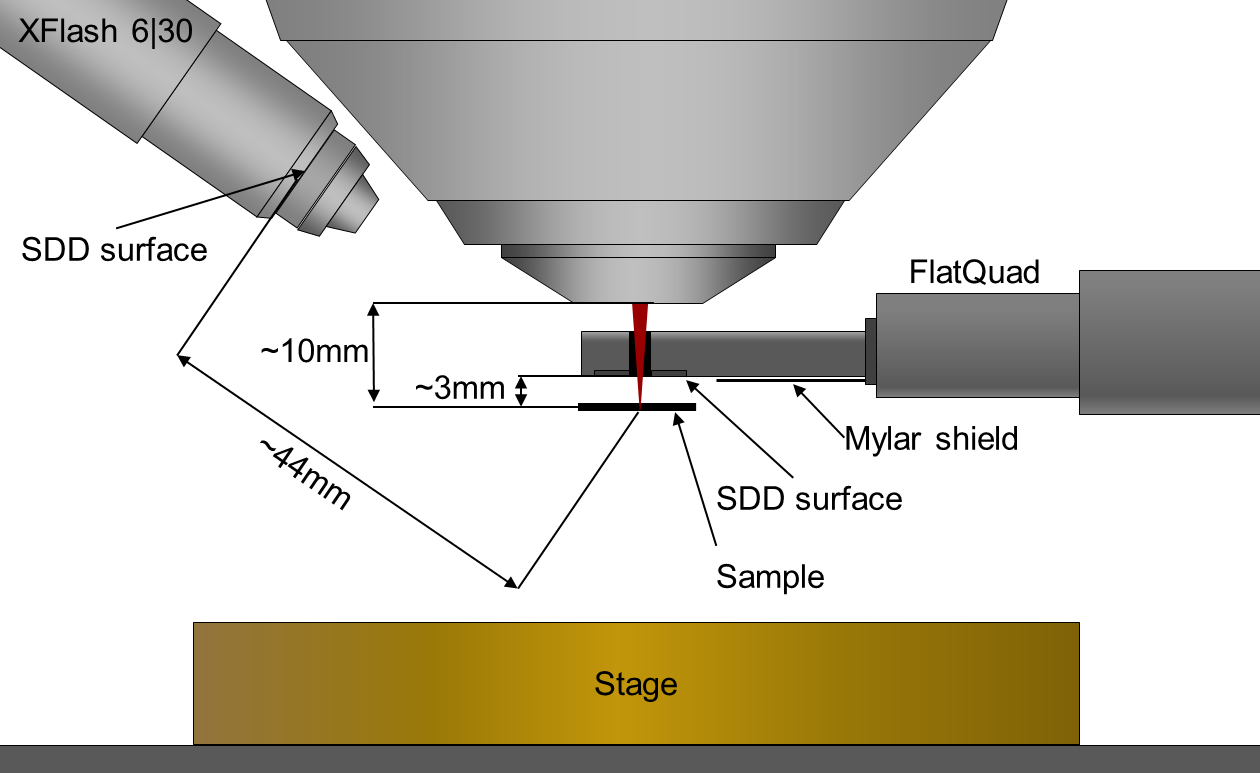 XFlash 6|30
SDD surface
FlatQuad
~10mm
~3mm
Mylar shield
~44mm
SDD surface
Sample
Stage